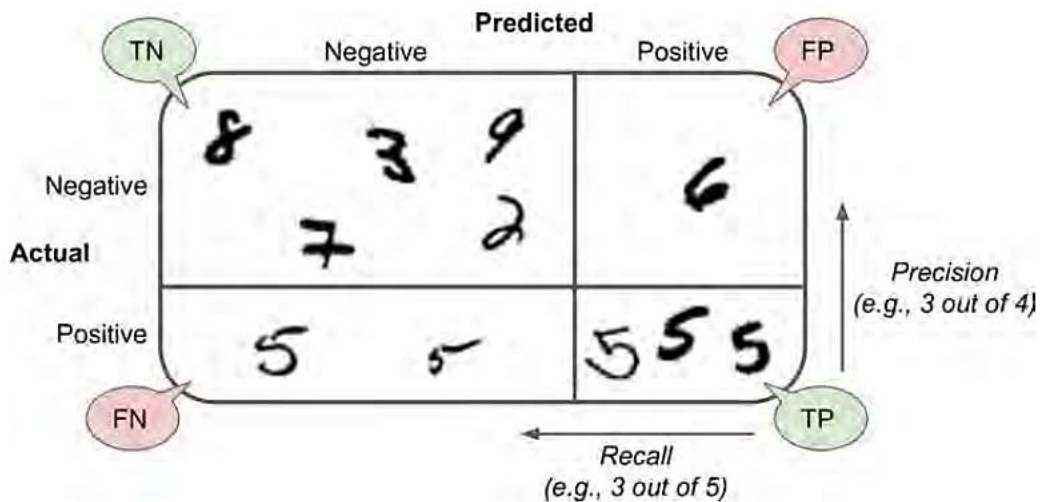 Predicted
TN
Negative
Positive
FP
8
3
9
Negative
6
7
2
Actual
Precision
(e.g., 3 out of 4)
Positive
5
5
5
5
5
FN
TP
Recall
(e.g., 3 out of 5)